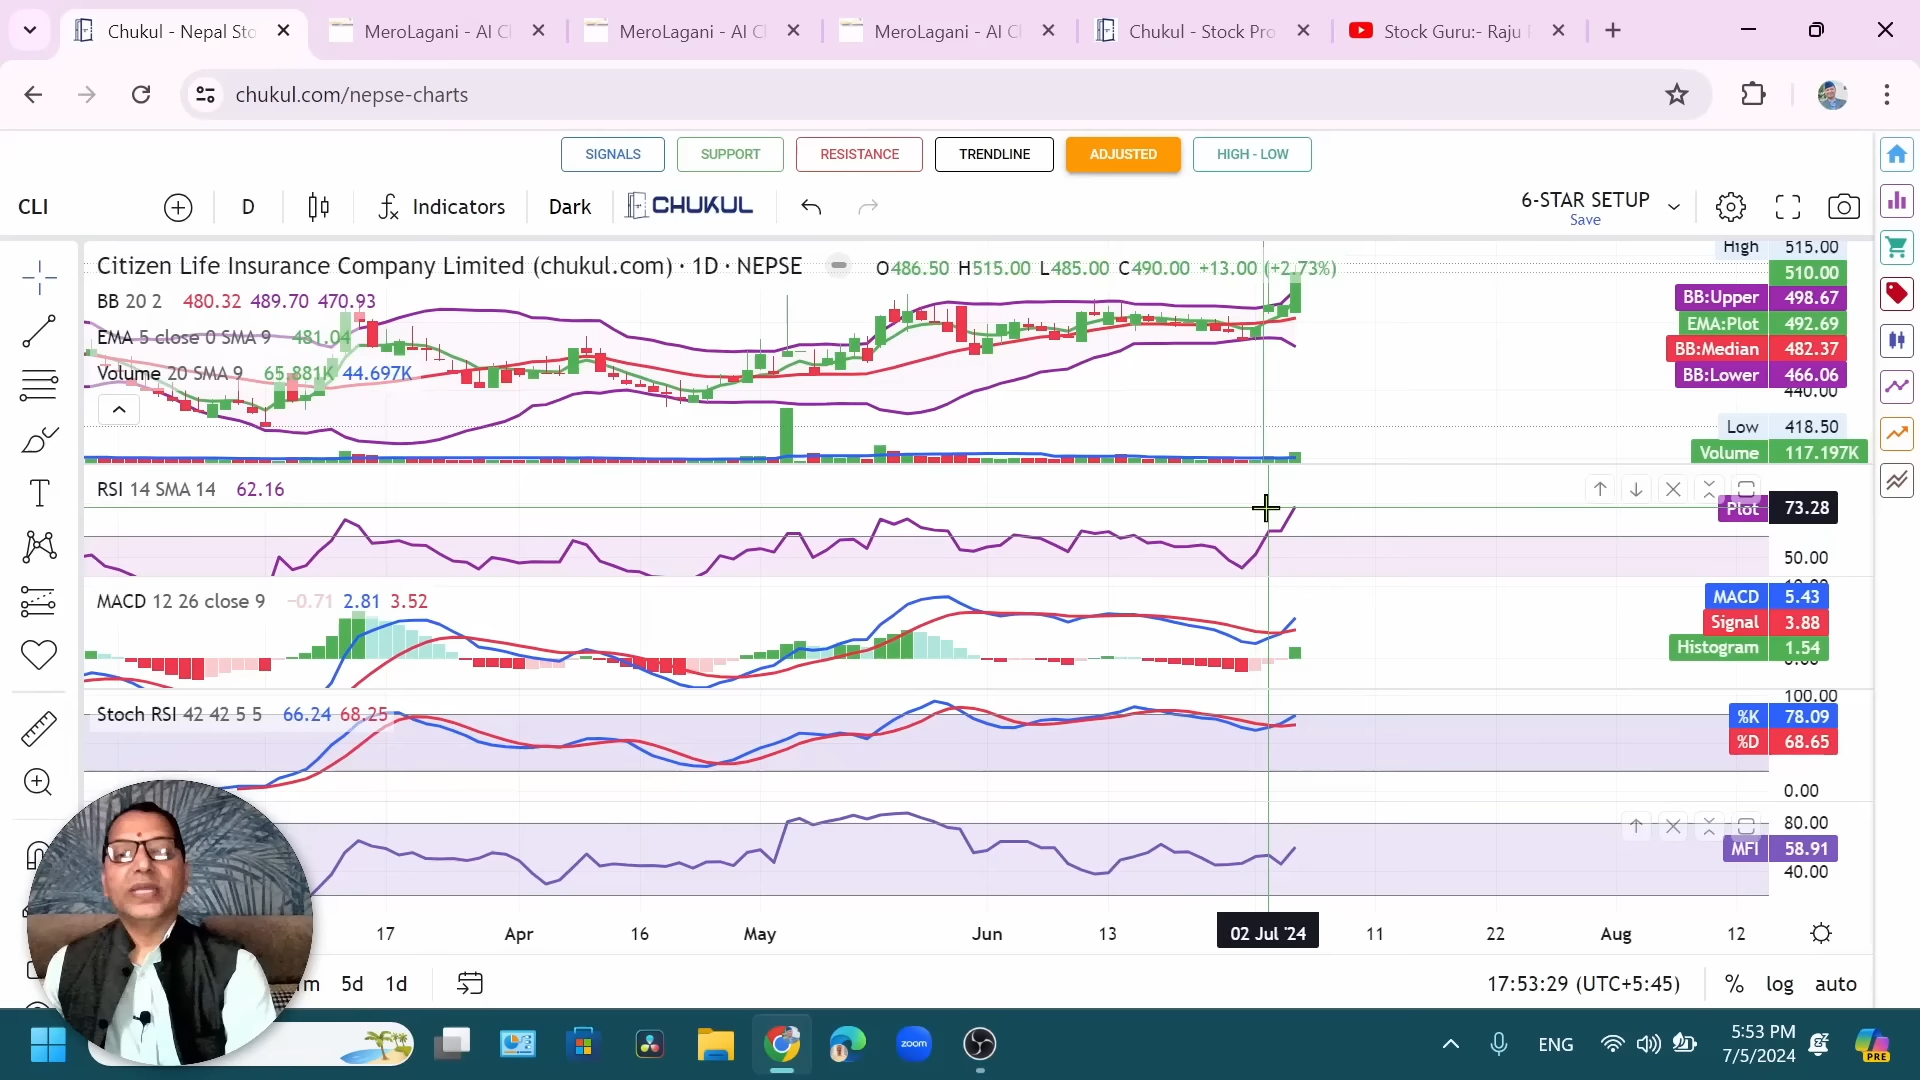 Chukul - Nepal Sto
MeroLagani - AI C
MeroLagani - AI C
MeroLagani - AI C
Chukul - Stock Pro
Stock Guru:- Raju
chukul.com/nepse-charts
SIGNALS
SUPPORT
RESISTANCE
TRENDLINE
ADJUSTED
HIGH - LOW
CLI
D
Indicators
Dark
CHUKUL
6-STAR SETUP
Save
Citizen Life Insurance Company Limited (chukul.com) · 1D · NEPSE
O486.50 H515.00 L485.00 C490.00 +13.00 (+2.73%)
BB 20 2 480.32 489.70 470.93
EMA 5 close 0 SMA 9 481.04
Volume 20 SMA 9 65.881K 44.697K
High 515.00
510.00
BB:Upper 498.67
EMA:Plot 492.69
BB:Median 482.37
BB:Lower 466.06
440.00
Low 418.50
Volume 117.197K
RSI 14 SMA 14 62.16
Plot 73.28
50.00
MACD 12 26 close 9 −0.71 2.81 3.52
MACD 5.43
Signal 3.88
Histogram 1.54
Stoch RSI 42 42 5 5 66.24 68.25
100.00
%K 78.09
%D 68.65
0.00
80.00
MFI 58.91
40.00
17
Apr
16
May
Jun
13
02 Jul '24
11
22
Aug
12
5d
1d
17:53:29 (UTC+5:45)
%
log
auto
zoom
ENG
5:53 PM
7/5/2024
PRE